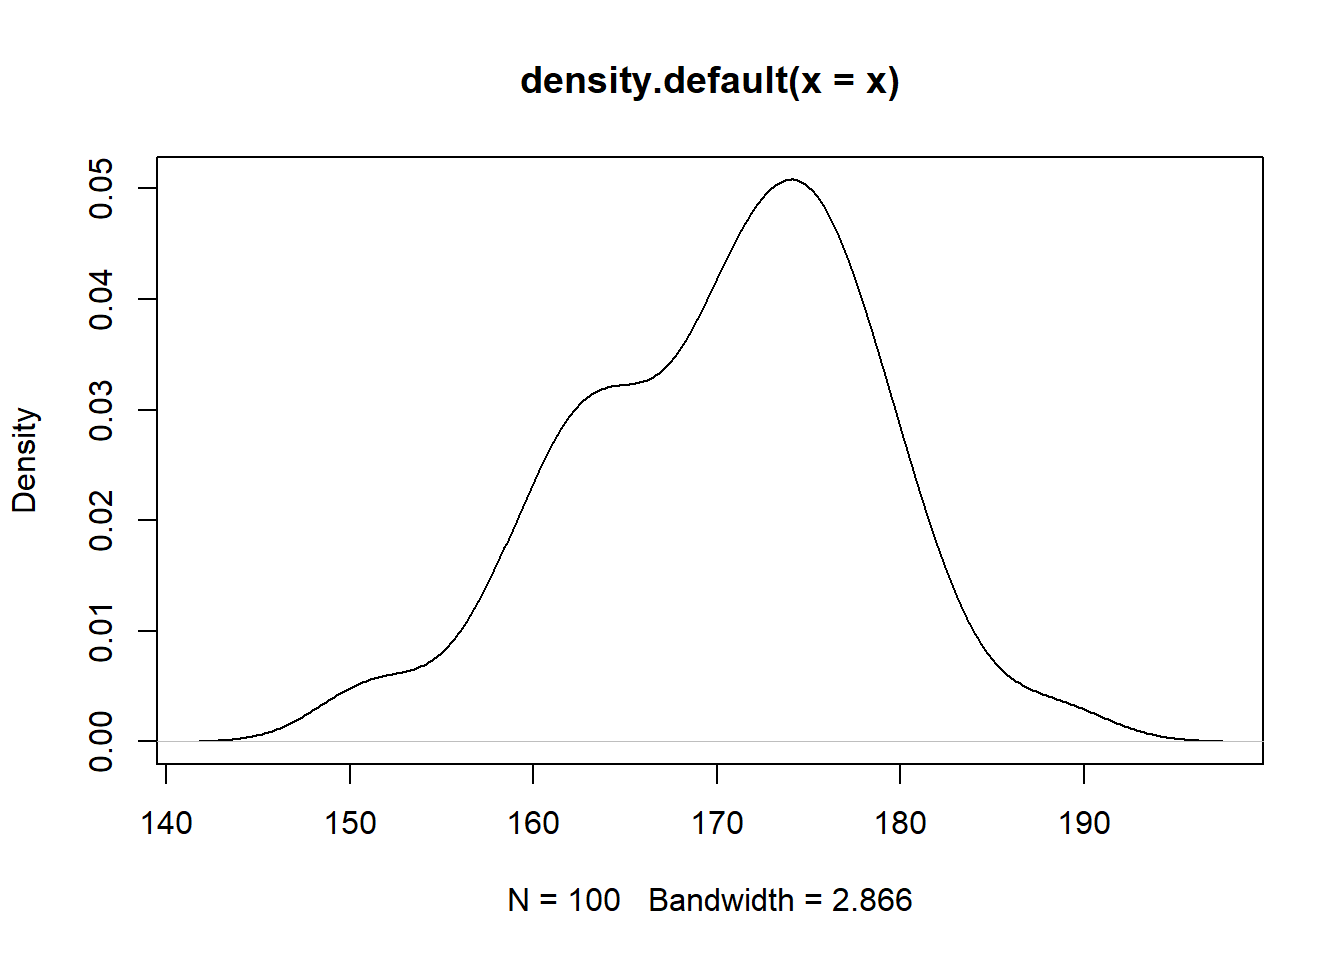 density.default(x = x)
Density
0.05
0.04
0.03
0.02
0.01
0.00
140 150 160 170 180 190
N = 100 Bandwidth = 2.866